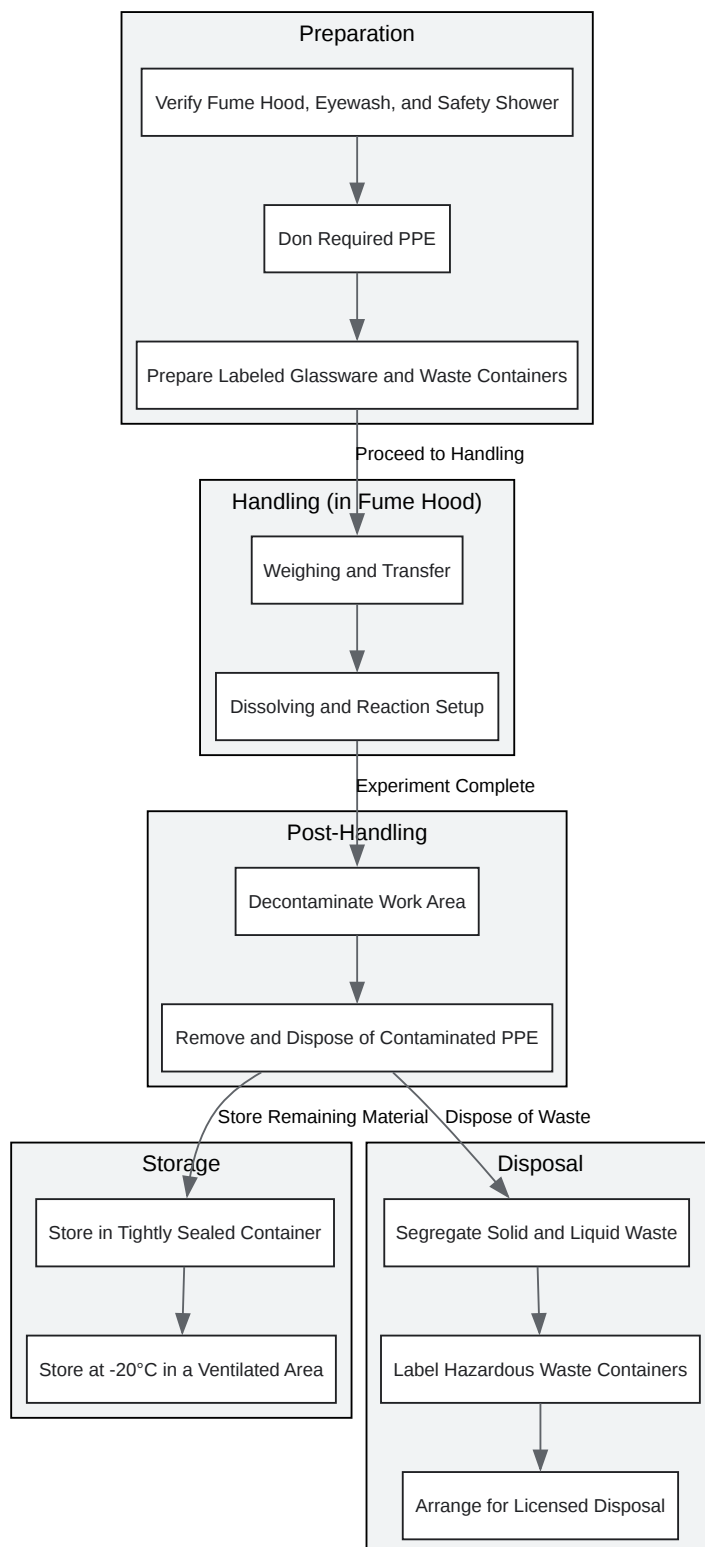 Preparation
Verify Fume Hood, Eyewash, and Safety Shower
Don Required PPE
Prepare Labeled Glassware and Waste Containers
Proceed to Handling
Handling (in Fume Hood)
Weighing and Transfer
Dissolving and Reaction Setup
Experiment Complete
Post-Handling
Decontaminate Work Area
Remove and Dispose of Contaminated PPE
Store Remaining Material
Dispose of Waste
Storage
Store in Tightly Sealed Container
Store at -20°C in a Ventilated Area
Disposal
Segregate Solid and Liquid Waste
Label Hazardous Waste Containers
Arrange for Licensed Disposal